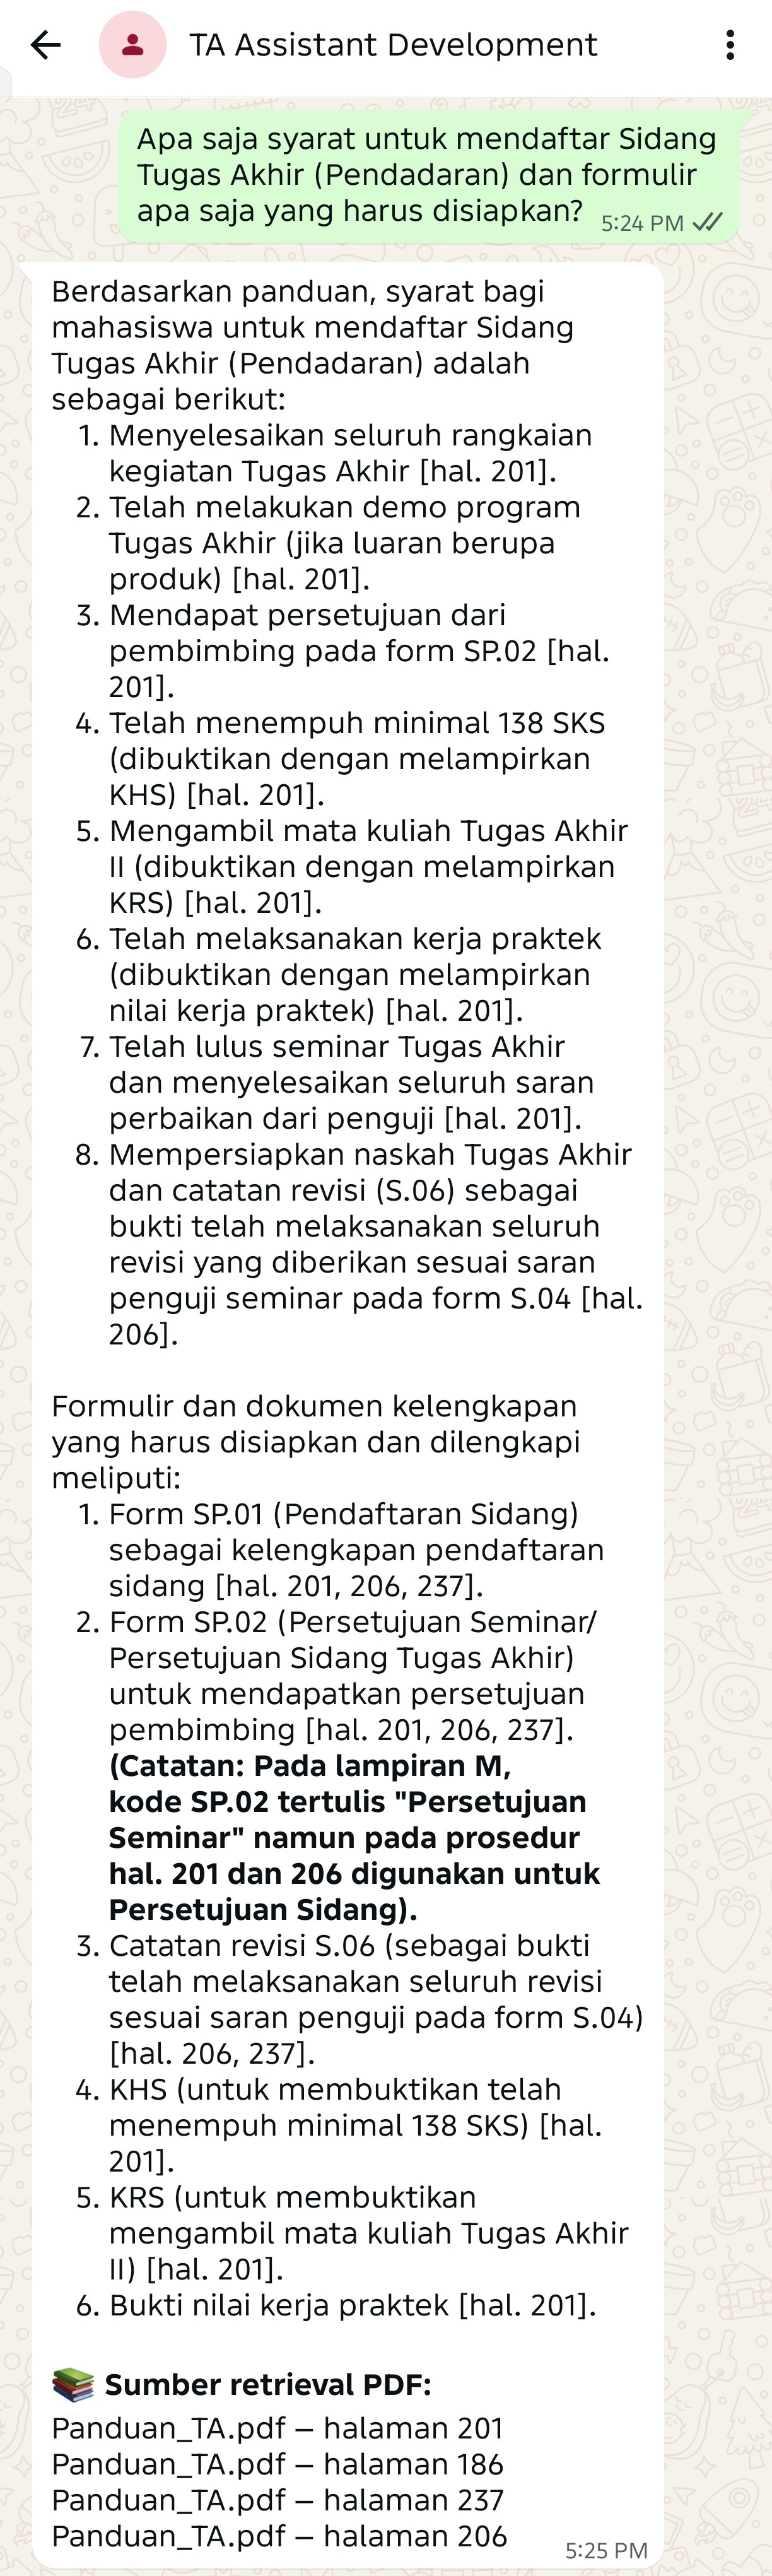 TA Assistant Development
Apa saja syarat untuk mendaftar Sidang
Tugas Akhir (Pendadaran) dan formulir
apa saja yang harus disiapkan? 5:24 PM
Berdasarkan panduan, syarat bagi
mahasiswa untuk mendaftar Sidang
Tugas Akhir (Pendadaran) adalah
sebagai berikut:
1. Menyelesaikan seluruh rangkaian
kegiatan Tugas Akhir [hal. 201].
2. Telah melakukan demo program
Tugas Akhir (jika luaran berupa
produk) [hal. 201].
3. Mendapat persetujuan dari
pembimbing pada form SP.02 [hal.
201].
4. Telah menempuh minimal 138 SKS
(dibuktikan dengan melampirkan
KHS) [hal. 201].
5. Mengambil mata kuliah Tugas Akhir
II (dibuktikan dengan melampirkan
KRS) [hal. 201].
6. Telah melaksanakan kerja praktek
(dibuktikan dengan melampirkan
nilai kerja praktek) [hal. 201].
7. Telah lulus seminar Tugas Akhir
dan menyelesaikan seluruh saran
perbaikan dari penguji [hal. 201].
8. Mempersiapkan naskah Tugas Akhir
dan catatan revisi (S.06) sebagai
bukti telah melaksanakan seluruh
revisi yang diberikan sesuai saran
penguji seminar pada form S.04 [hal.
206].
Formulir dan dokumen kelengkapan
yang harus disiapkan dan dilengkapi
meliputi:
1. Form SP.01 (Pendaftaran Sidang)
sebagai kelengkapan pendaftaran
sidang [hal. 201, 206, 237].
2. Form SP.02 (Persetujuan Seminar/
Persetujuan Sidang Tugas Akhir)
untuk mendapatkan persetujuan
pembimbing [hal. 201, 206, 237].
(Catatan: Pada lampiran M,
kode SP.02 tertulis "Persetujuan
Seminar" namun pada prosedur
hal. 201 dan 206 digunakan untuk
Persetujuan Sidang).
3. Catatan revisi S.06 (sebagai bukti
telah melaksanakan seluruh revisi
sesuai saran penguji pada form S.04)
[hal. 206, 237].
4. KHS (untuk membuktikan telah
menempuh minimal 138 SKS) [hal.
201].
5. KRS (untuk membuktikan
mengambil mata kuliah Tugas Akhir
II) [hal. 201].
6. Bukti nilai kerja praktek [hal. 201].
📚 Sumber retrieval PDF:
Panduan_TA.pdf – halaman 201
Panduan_TA.pdf – halaman 186
Panduan_TA.pdf – halaman 237
Panduan_TA.pdf – halaman 206
5:25 PM